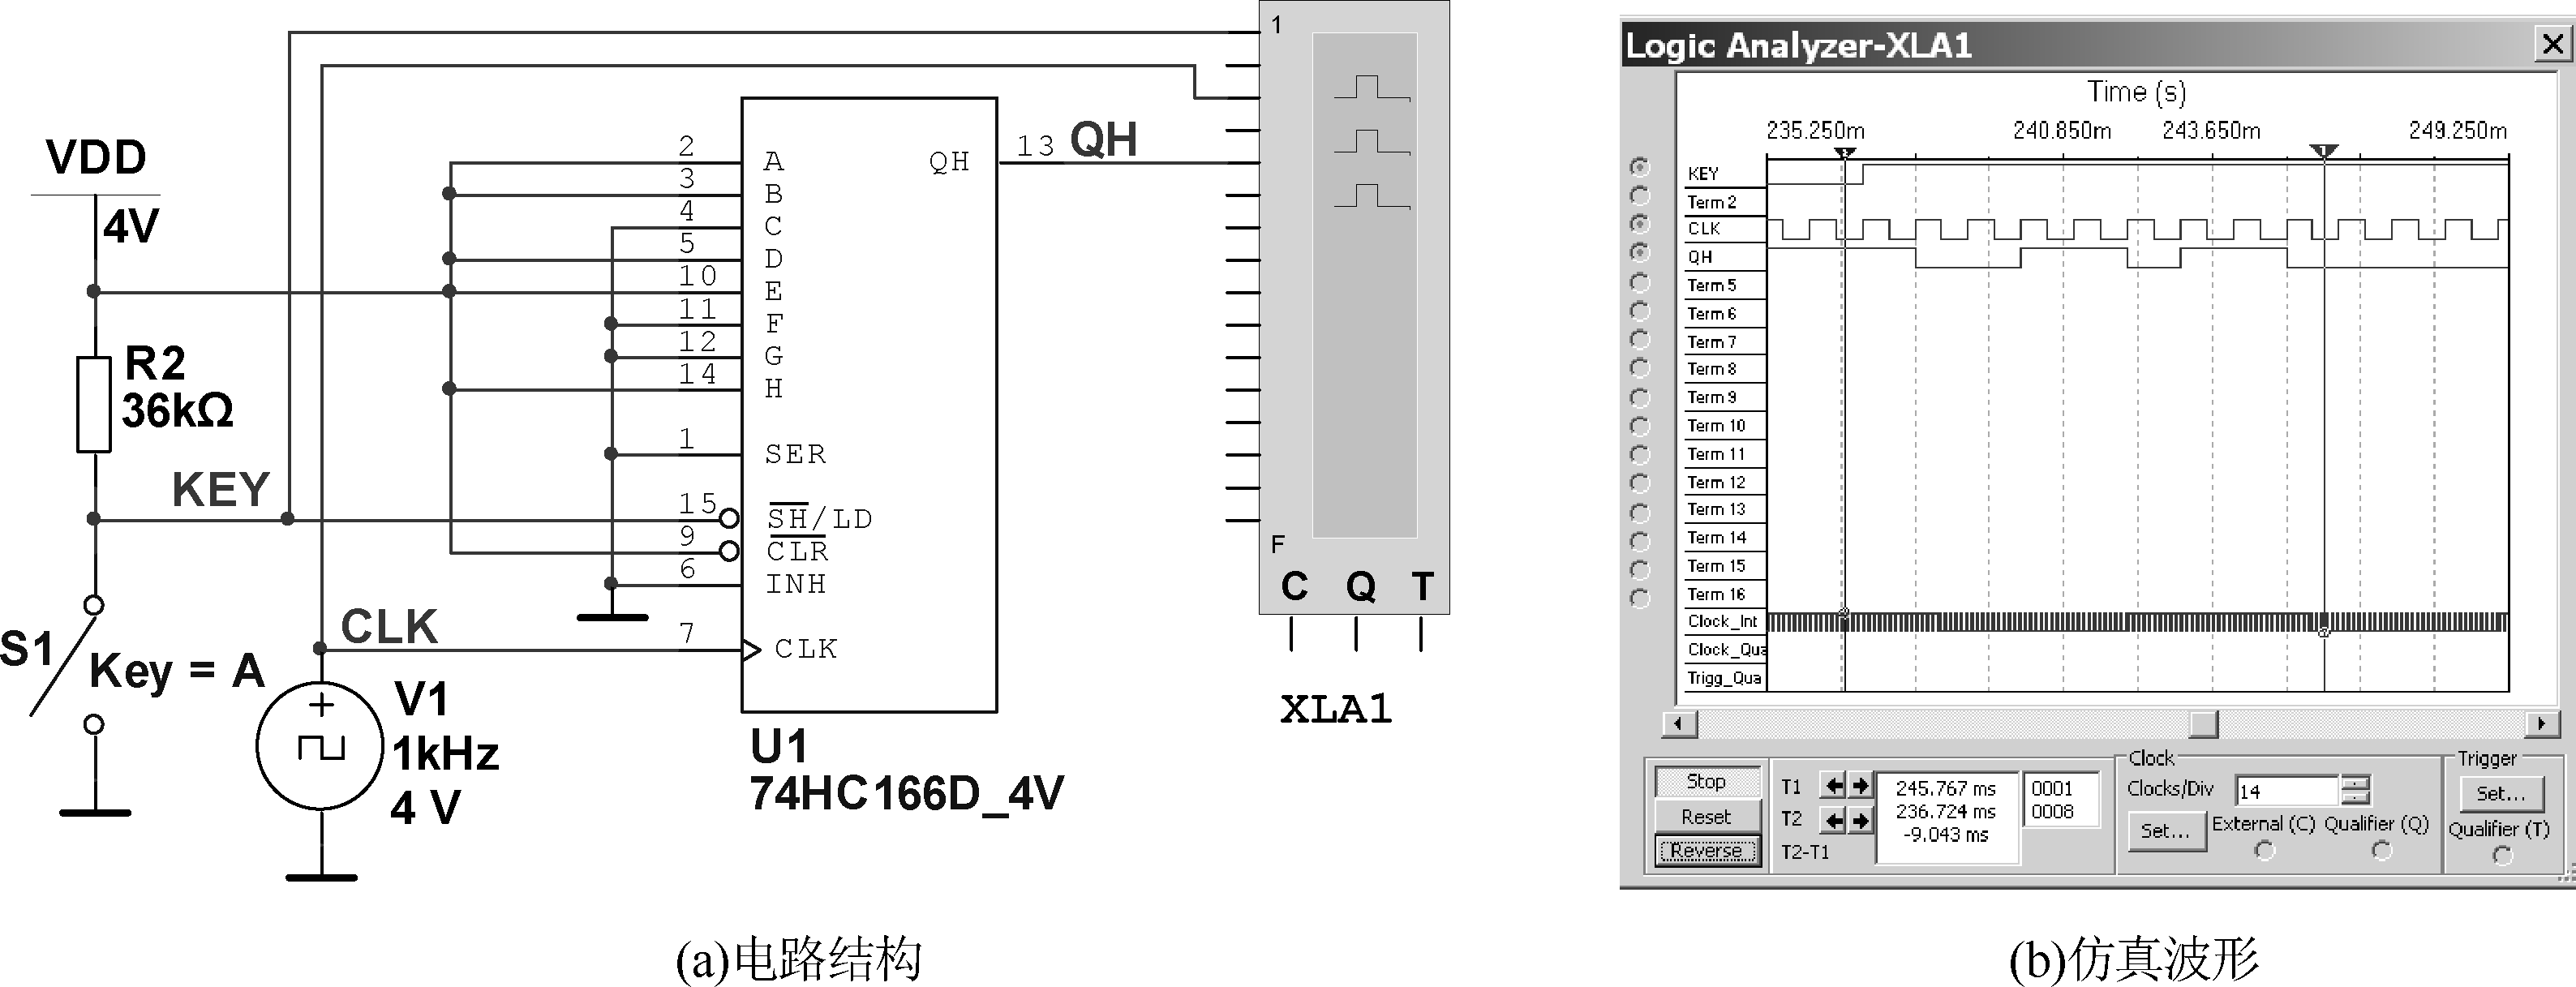 VDD
4V
R2
36kΩ
KEY
S1
Key = A
CLK
V1
1kHz
4 V
2 A
3 B
4 C
5 D
10 E
11 F
12 G
14 H
1 SER
15 SH/LD
9 CLR
6 INH
7 CLK
QH 13 QH
U1
74HC166D_4V
1
F
C Q T
XLA1
(a)电路结构
Logic Analyzer-XLA1
Time (s)
235.250m 240.850m 243.650m 249.250m
2 1
KEY
Term 2
CLK
QH
Term 5
Term 6
Term 7
Term 8
Term 9
Term 10
Term 11
Term 12
Term 13
Term 14
Term 15
Term 16
Clock_Int
Clock_Qua
Trigg_Qua
Stop
Reset
Reverse
T1 245.767 ms 0001
T2 236.724 ms 0008
T2-T1 -9.043 ms
Clock
Clocks/Div 14
Set... External (C) Qualifier (Q)
Trigger
Set...
Qualifier (T)
(b)仿真波形